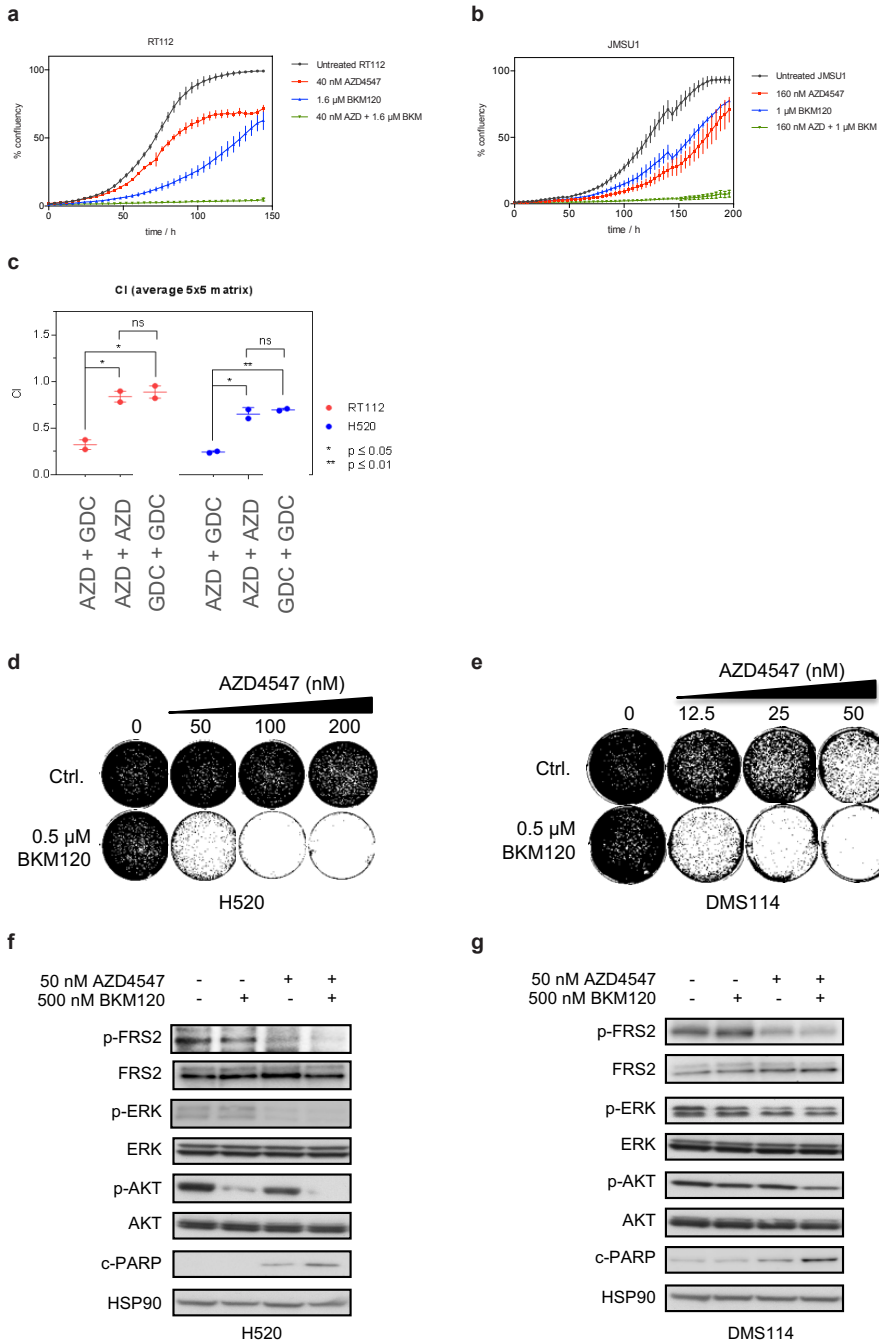 a
RT112
100
50
0
0
50
100
150
% confluency
time / h
Untreated RT112
40 nM AZD4547
1.6 µM BKM120
40 nM AZD + 1.6 µM BKM
b
JMSU1
100
50
0
0
50
100
150
200
% confluency
time / h
Untreated JMSU1
160 nM AZD4547
1 µM BKM120
160 nM AZD + 1 µM BKM
c
CI (average 5x5 matrix)
1.5
1.0
0.5
0.0
CI
ns
*
*
ns
**
*
RT112
H520
* p ≤ 0.05
** p ≤ 0.01
AZD + GDC
AZD + AZD
GDC + GDC
AZD + GDC
AZD + AZD
GDC + GDC
d
AZD4547 (nM)
0 50 100 200
Ctrl.
0.5 µM
BKM120
H520
e
AZD4547 (nM)
0 12.5 25 50
Ctrl.
0.5 µM
BKM120
DMS114
f
50 nM AZD4547 - - + +
500 nM BKM120 - + - +
p-FRS2
FRS2
p-ERK
ERK
p-AKT
AKT
c-PARP
HSP90
H520
g
50 nM AZD4547 - - + +
500 nM BKM120 - + - +
p-FRS2
FRS2
p-ERK
ERK
p-AKT
AKT
c-PARP
HSP90
DMS114